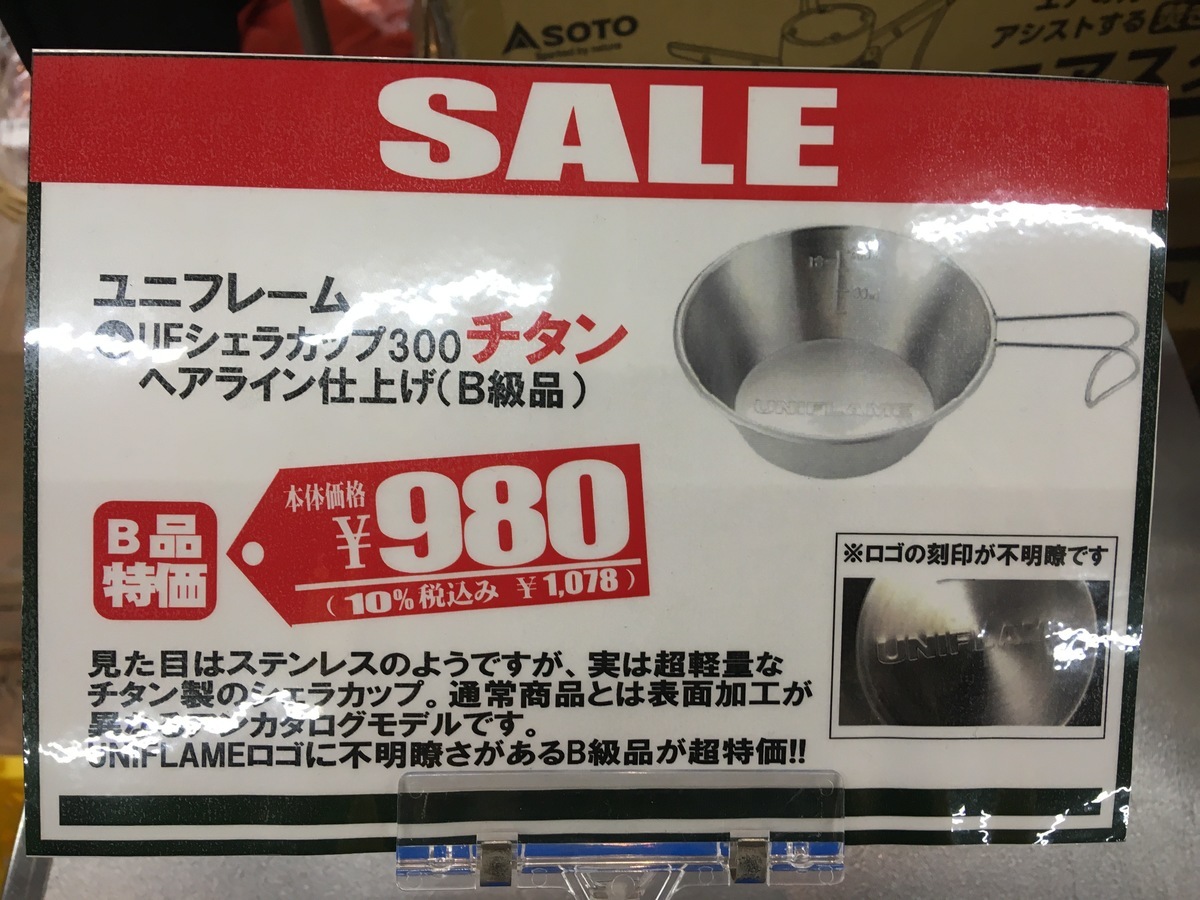 SOTO
アシストする
SALE
ユニフレーム
UFシェラカップ300 チタン
ヘアライン仕上げ(B級品)
UNIFLAME
B品
特価
本体価格
¥980
(10%税込み ¥1,078)
※ロゴの刻印が不明瞭です
UNIFLAME
見た目はステンレスのようですが、実は超軽量な
チタン製のシェラカップ。通常商品とは表面加工が
異なるノンカタログモデルです。
UNIFLAMEロゴに不明瞭さがあるB級品が超特価!!